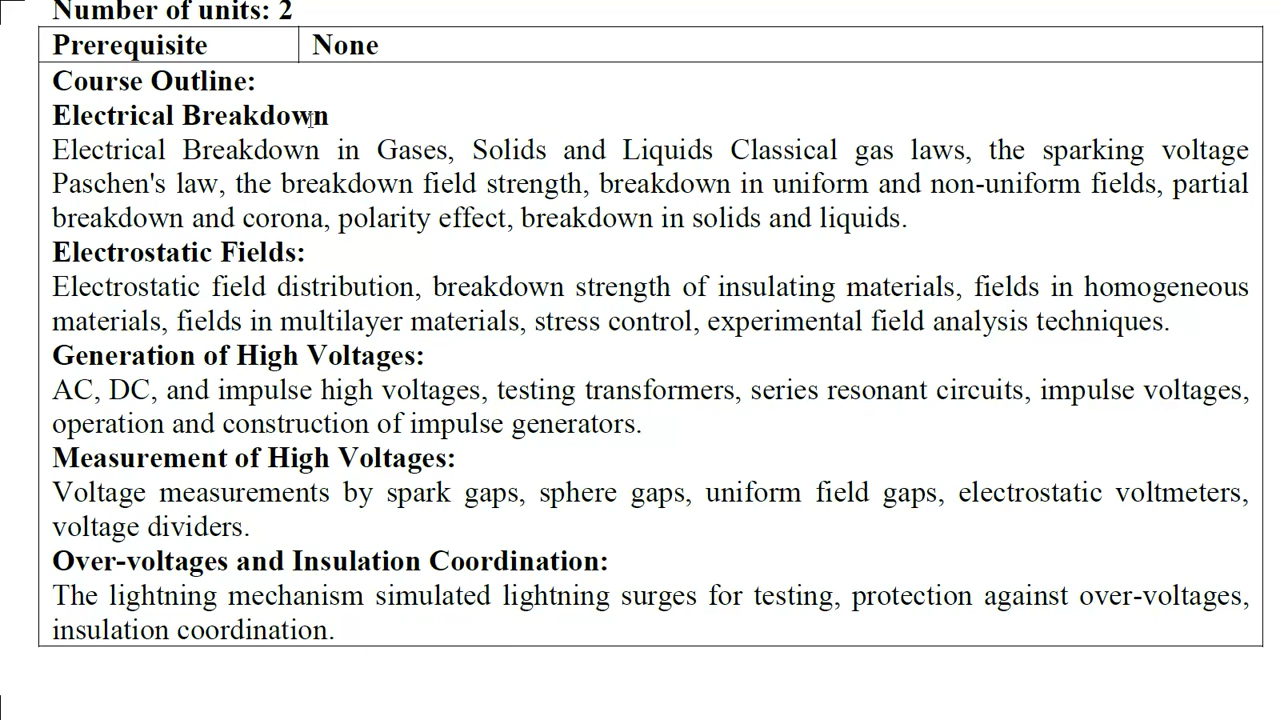 Number of units: 2
Prerequisite None
Course Outline:
Electrical Breakdown
Electrical Breakdown in Gases, Solids and Liquids Classical gas laws, the sparking voltage
Paschen's law, the breakdown field strength, breakdown in uniform and non-uniform fields, partial
breakdown and corona, polarity effect, breakdown in solids and liquids.
Electrostatic Fields:
Electrostatic field distribution, breakdown strength of insulating materials, fields in homogeneous
materials, fields in multilayer materials, stress control, experimental field analysis techniques.
Generation of High Voltages:
AC, DC, and impulse high voltages, testing transformers, series resonant circuits, impulse voltages,
operation and construction of impulse generators.
Measurement of High Voltages:
Voltage measurements by spark gaps, sphere gaps, uniform field gaps, electrostatic voltmeters,
voltage dividers.
Over-voltages and Insulation Coordination:
The lightning mechanism simulated lightning surges for testing, protection against over-voltages,
insulation coordination.